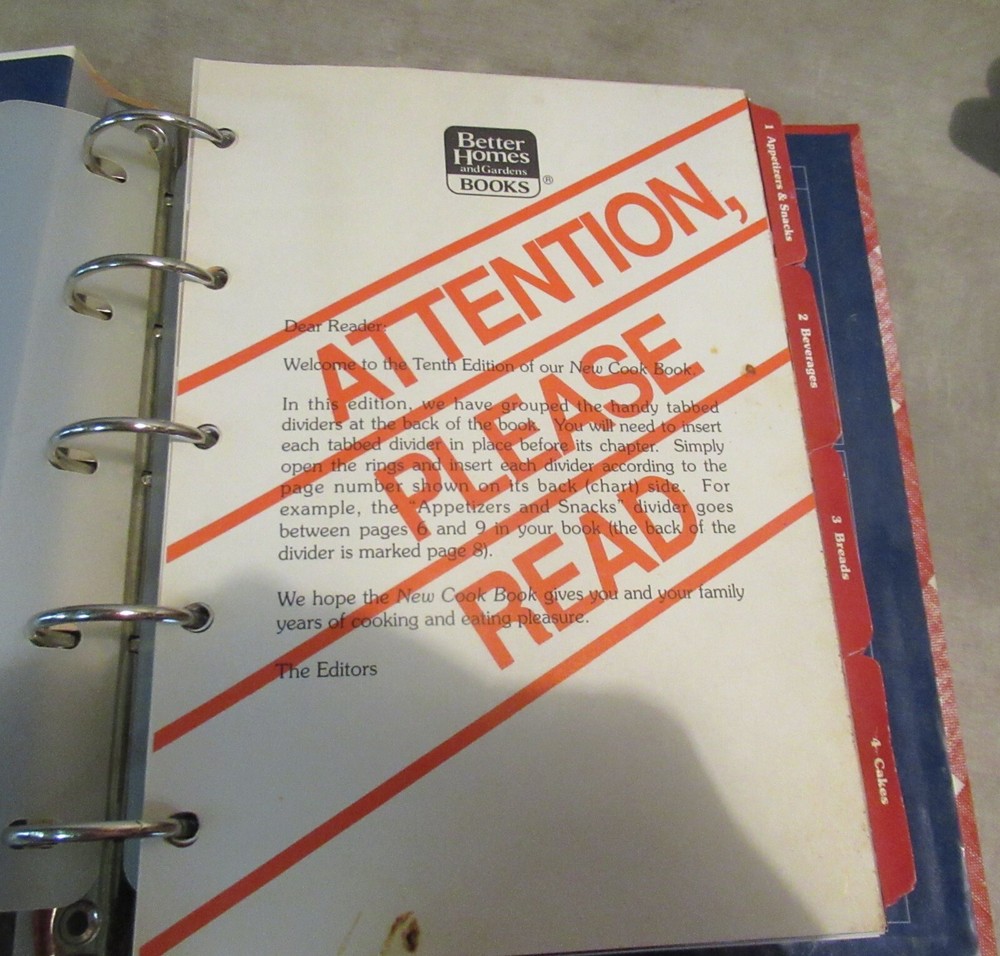 Better
Homes
and Gardens
BOOKS ®
ATTENTION,
PLEASE
READ
Dear Reader:
Welcome to the Tenth Edition of our New Cook Book.
In this edition, we have grouped the handy tabbed
dividers at the back of the book. You will need to insert
each tabbed divider in place before its chapter. Simply
open the rings and insert each divider according to the
page number shown on its back (chart) side. For
example, the "Appetizers and Snacks" divider goes
between pages 6 and 9 in your book (the back of the
divider is marked page 8).
We hope the New Cook Book gives you and your family
years of cooking and eating pleasure.
The Editors
1 Appetizers & Snacks
2 Beverages
3 Breads
4 Cakes